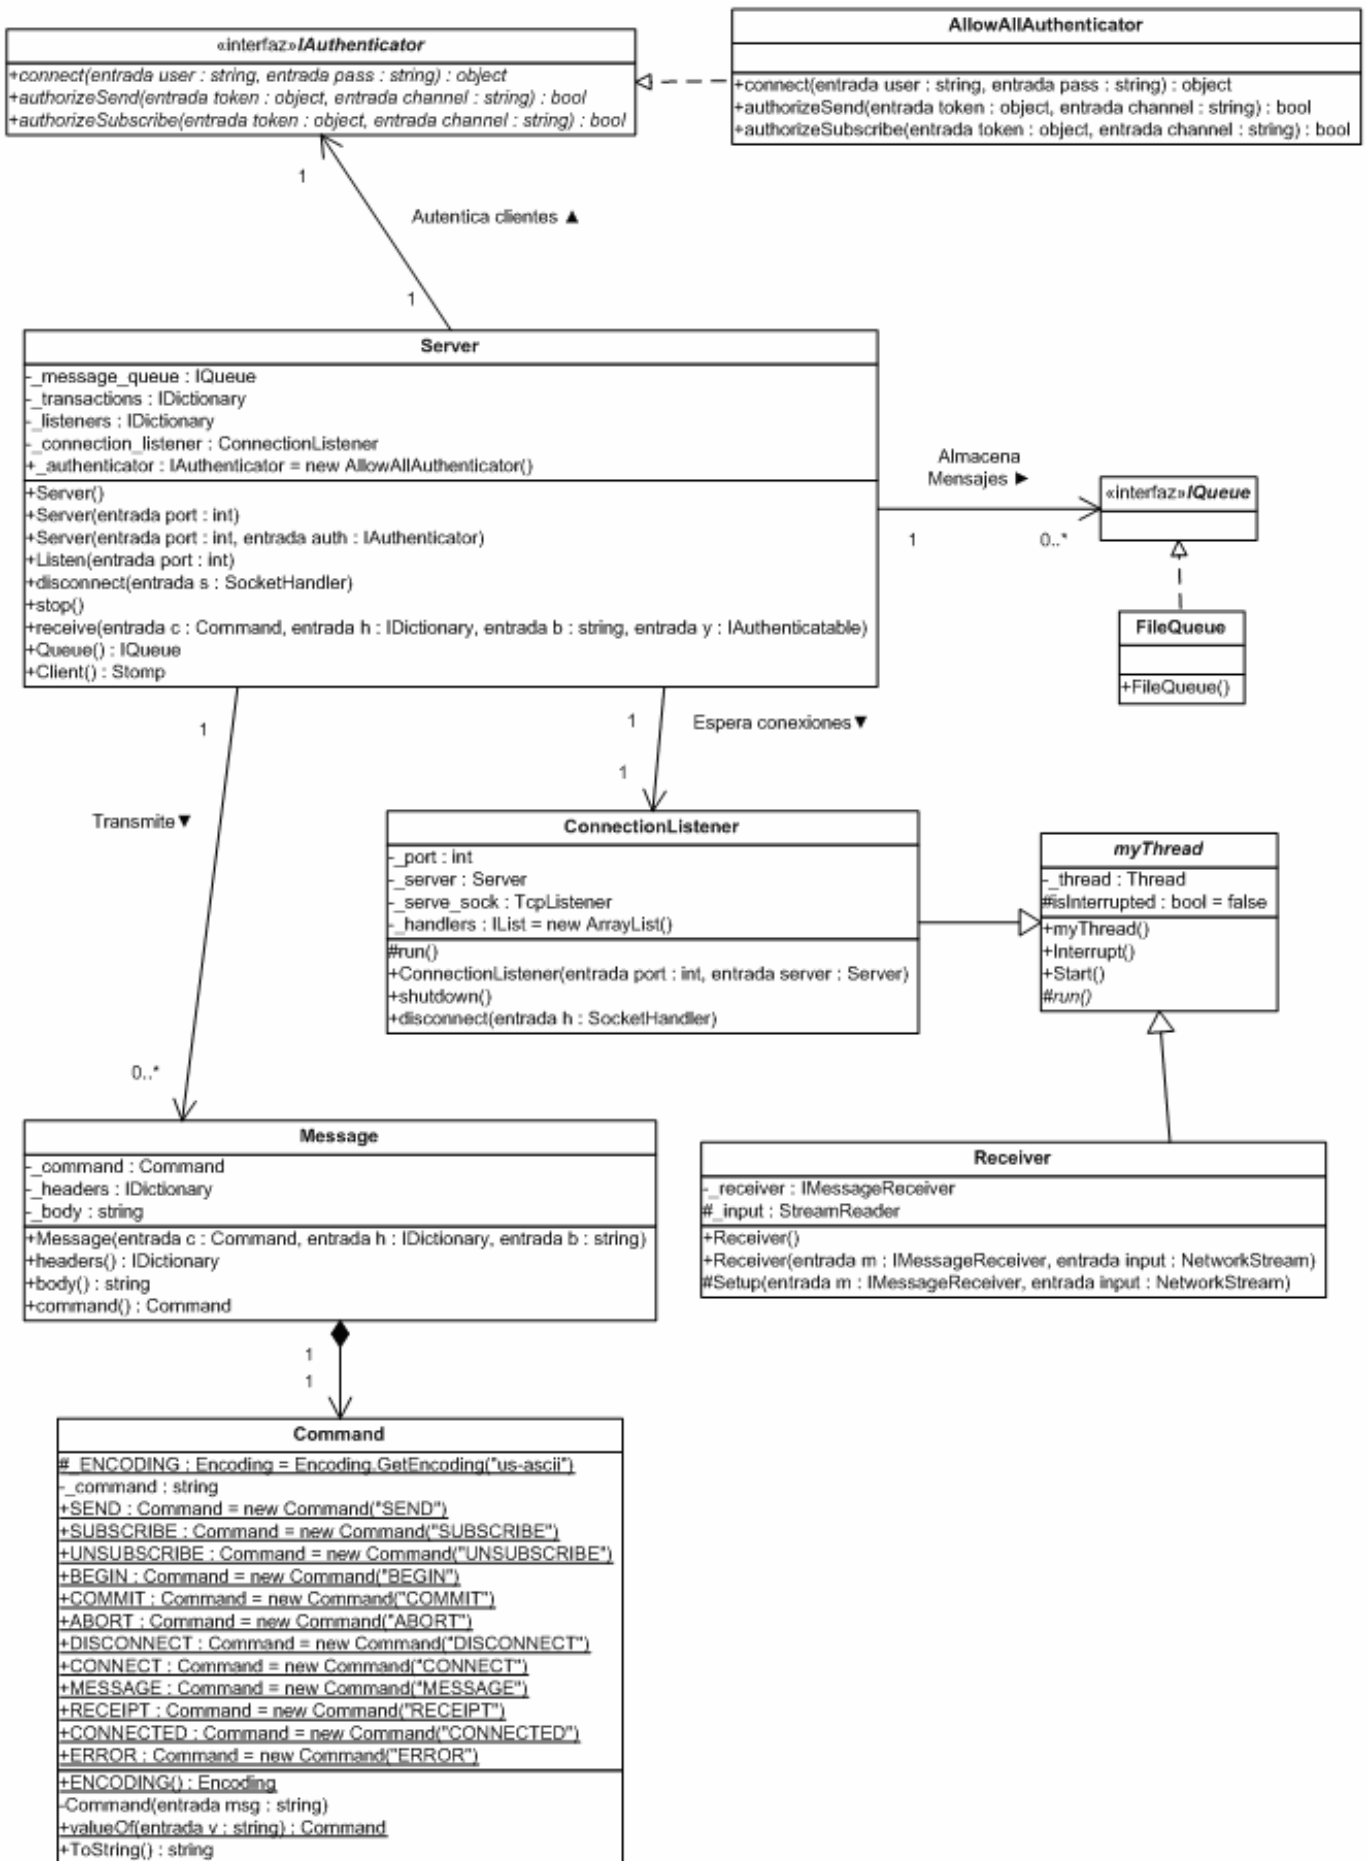 «interfaz»IAuthenticator
+connect(entrada user : string, entrada pass : string) : object
+authorizeSend(entrada token : object, entrada channel : string) : bool
+authorizeSubscribe(entrada token : object, entrada channel : string) : bool
AllowAllAuthenticator
+connect(entrada user : string, entrada pass : string) : object
+authorizeSend(entrada token : object, entrada channel : string) : bool
+authorizeSubscribe(entrada token : object, entrada channel : string) : bool
1
Autentica clientes ▲
1
Server
-_message_queue : IQueue
-_transactions : IDictionary
-_listeners : IDictionary
-_connection_listener : ConnectionListener
+_authenticator : IAuthenticator = new AllowAllAuthenticator()
+Server()
+Server(entrada port : int)
+Server(entrada port : int, entrada auth : IAuthenticator)
+Listen(entrada port : int)
+disconnect(entrada s : SocketHandler)
+stop()
+receive(entrada c : Command, entrada h : IDictionary, entrada b : string, entrada y : IAuthenticatable)
+Queue() : IQueue
+Client() : Stomp
Almacena
Mensajes ►
1
0..*
«interfaz»IQueue
FileQueue
+FileQueue()
1
Transmite▼
0..*
1
Espera conexiones▼
1
ConnectionListener
-_port : int
-_server : Server
-_serve_sock : TcpListener
-_handlers : IList = new ArrayList()
#run()
+ConnectionListener(entrada port : int, entrada server : Server)
+shutdown()
+disconnect(entrada h : SocketHandler)
myThread
-_thread : Thread
#isInterrupted : bool = false
+myThread()
+Interrupt()
+Start()
#run()
Message
-_command : Command
-_headers : IDictionary
-_body : string
+Message(entrada c : Command, entrada h : IDictionary, entrada b : string)
+headers() : IDictionary
+body() : string
+command() : Command
Receiver
-_receiver : IMessageReceiver
#_input : StreamReader
+Receiver()
+Receiver(entrada m : IMessageReceiver, entrada input : NetworkStream)
#Setup(entrada m : IMessageReceiver, entrada input : NetworkStream)
1
1
Command
#_ENCODING : Encoding = Encoding.GetEncoding("us-ascii")
-_command : string
+SEND : Command = new Command("SEND")
+SUBSCRIBE : Command = new Command("SUBSCRIBE")
+UNSUBSCRIBE : Command = new Command("UNSUBSCRIBE")
+BEGIN : Command = new Command("BEGIN")
+COMMIT : Command = new Command("COMMIT")
+ABORT : Command = new Command("ABORT")
+DISCONNECT : Command = new Command("DISCONNECT")
+CONNECT : Command = new Command("CONNECT")
+MESSAGE : Command = new Command("MESSAGE")
+RECEIPT : Command = new Command("RECEIPT")
+CONNECTED : Command = new Command("CONNECTED")
+ERROR : Command = new Command("ERROR")
+ENCODING() : Encoding
-Command(entrada msg : string)
+valueOf(entrada v : string) : Command
+ToString() : string